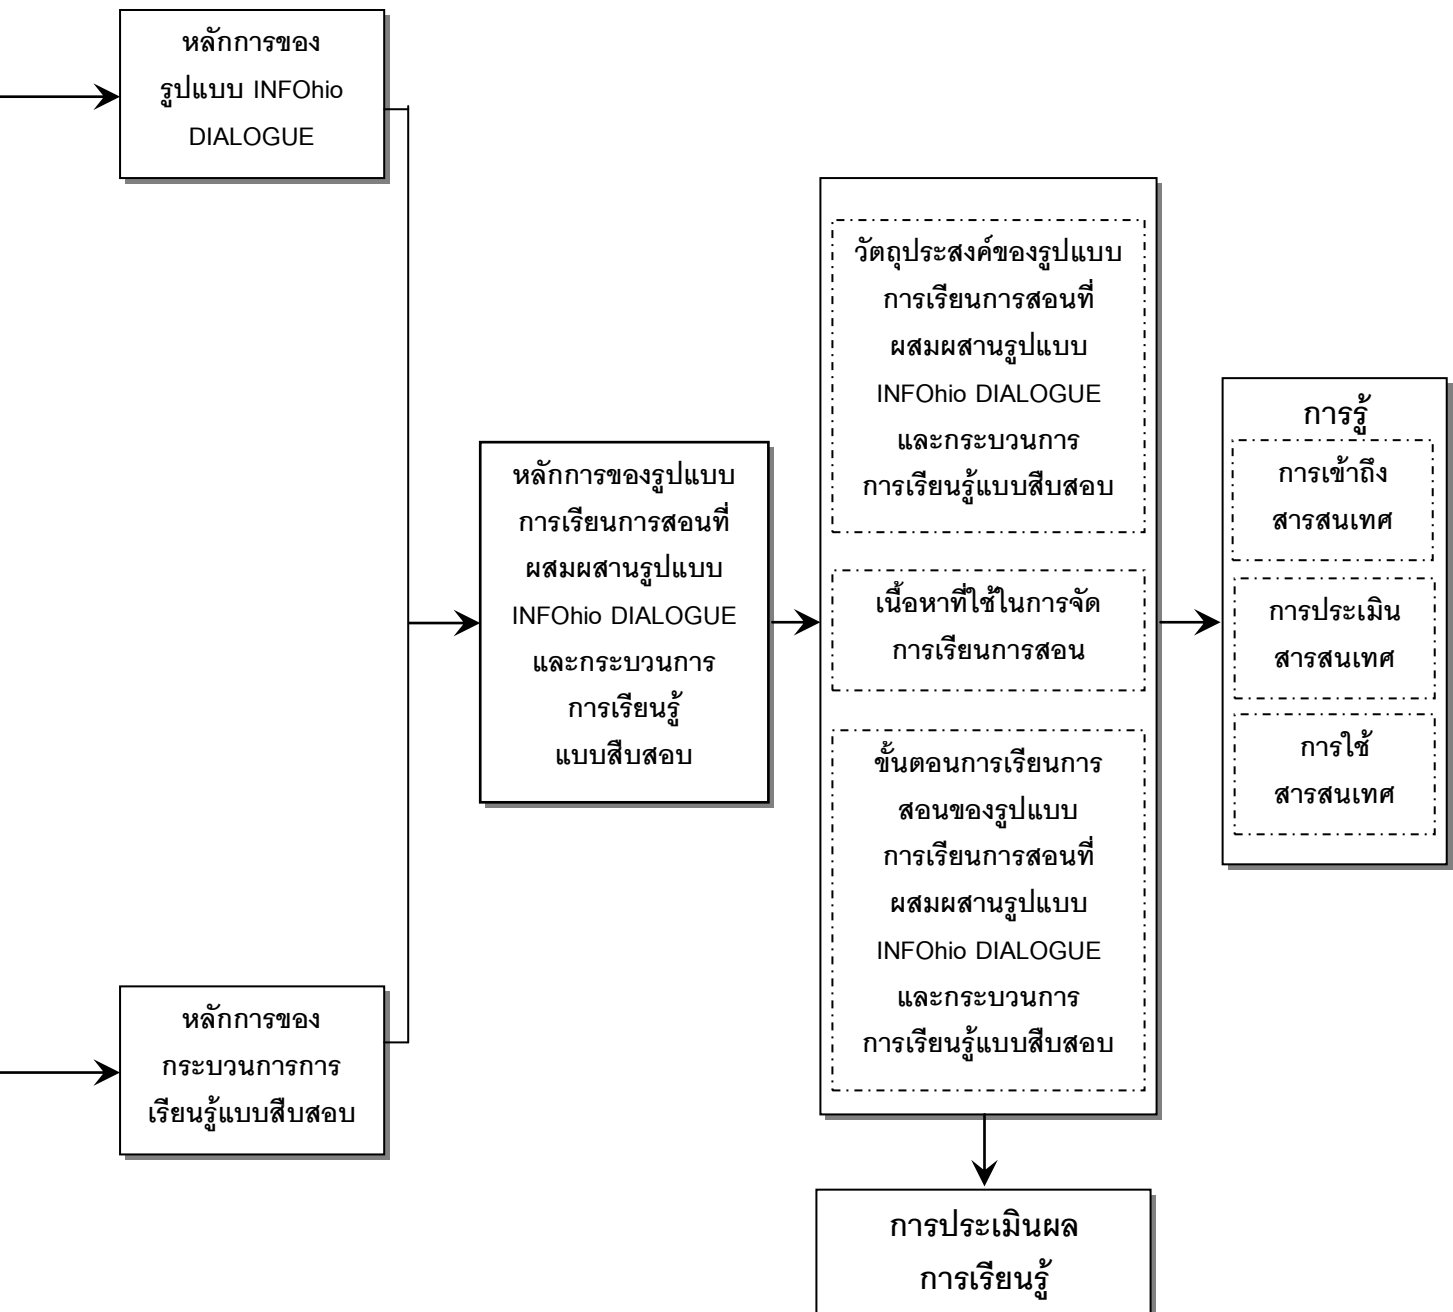 หลักการของ
รูปแบบ INFOhio
DIALOGUE
หลักการของ
กระบวนการการ
เรียนรู้แบบสืบสอบ
หลักการของรูปแบบ
การเรียนการสอนที่
ผสมผสานรูปแบบ
INFOhio DIALOGUE
และกระบวนการ
การเรียนรู้
แบบสืบสอบ
วัตถุประสงค์ของรูปแบบ
การเรียนการสอนที่
ผสมผสานรูปแบบ
INFOhio DIALOGUE
และกระบวนการ
การเรียนรู้แบบสืบสอบ
เนื้อหาที่ใช้ในการจัด
การเรียนการสอน
ขั้นตอนการเรียนการ
สอนของรูปแบบ
การเรียนการสอนที่
ผสมผสานรูปแบบ
INFOhio DIALOGUE
และกระบวนการ
การเรียนรู้แบบสืบสอบ
การประเมินผล
การเรียนรู้
การรู้
การเข้าถึง
สารสนเทศ
การประเมิน
สารสนเทศ
การใช้
สารสนเทศ